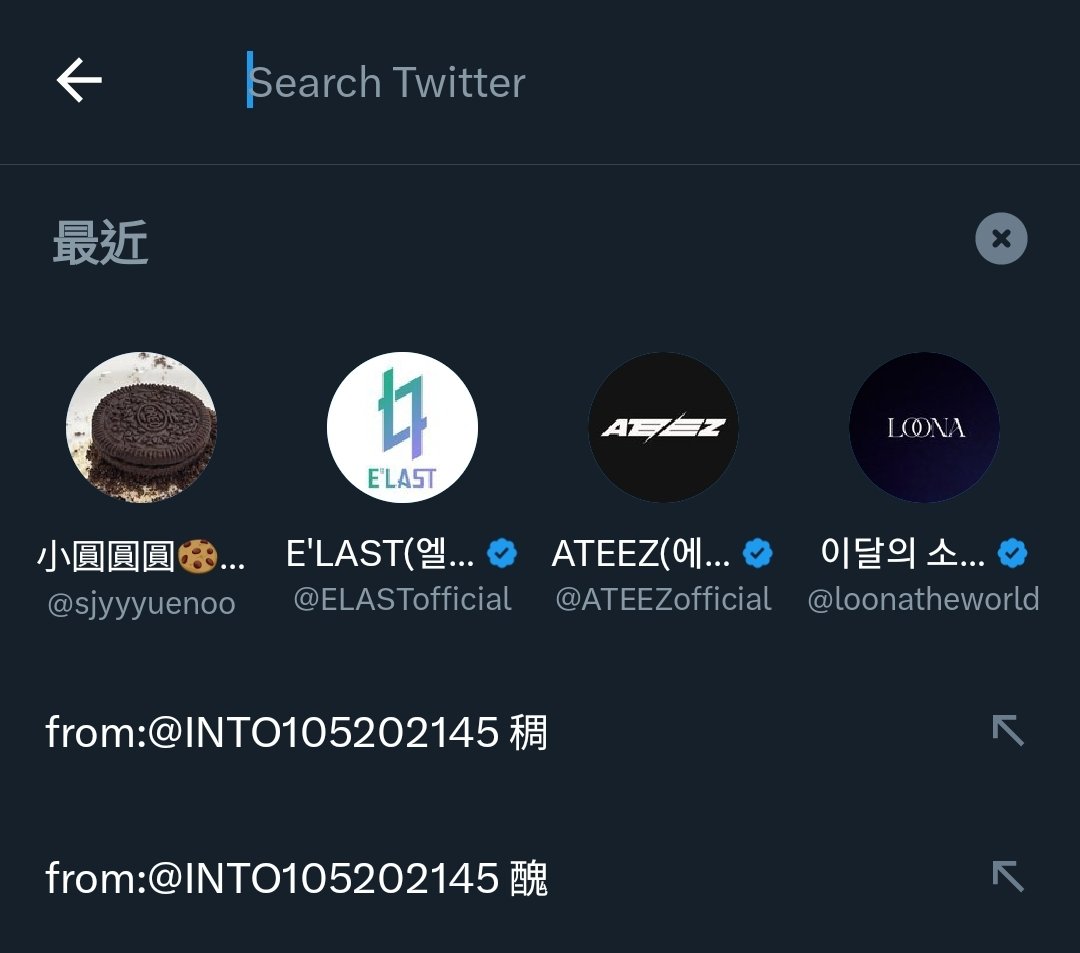 Search Twitter
最近
E'LAST
ATEEZ
LOONA
小圓圓圓🍪...
E'LAST(엘...
ATEEZ(에...
이달의 소...
@sjyyyuenoo
@ELASTofficial
@ATEEZofficial
@loonatheworld
from:@INTO105202145 稠
from:@INTO105202145 醜